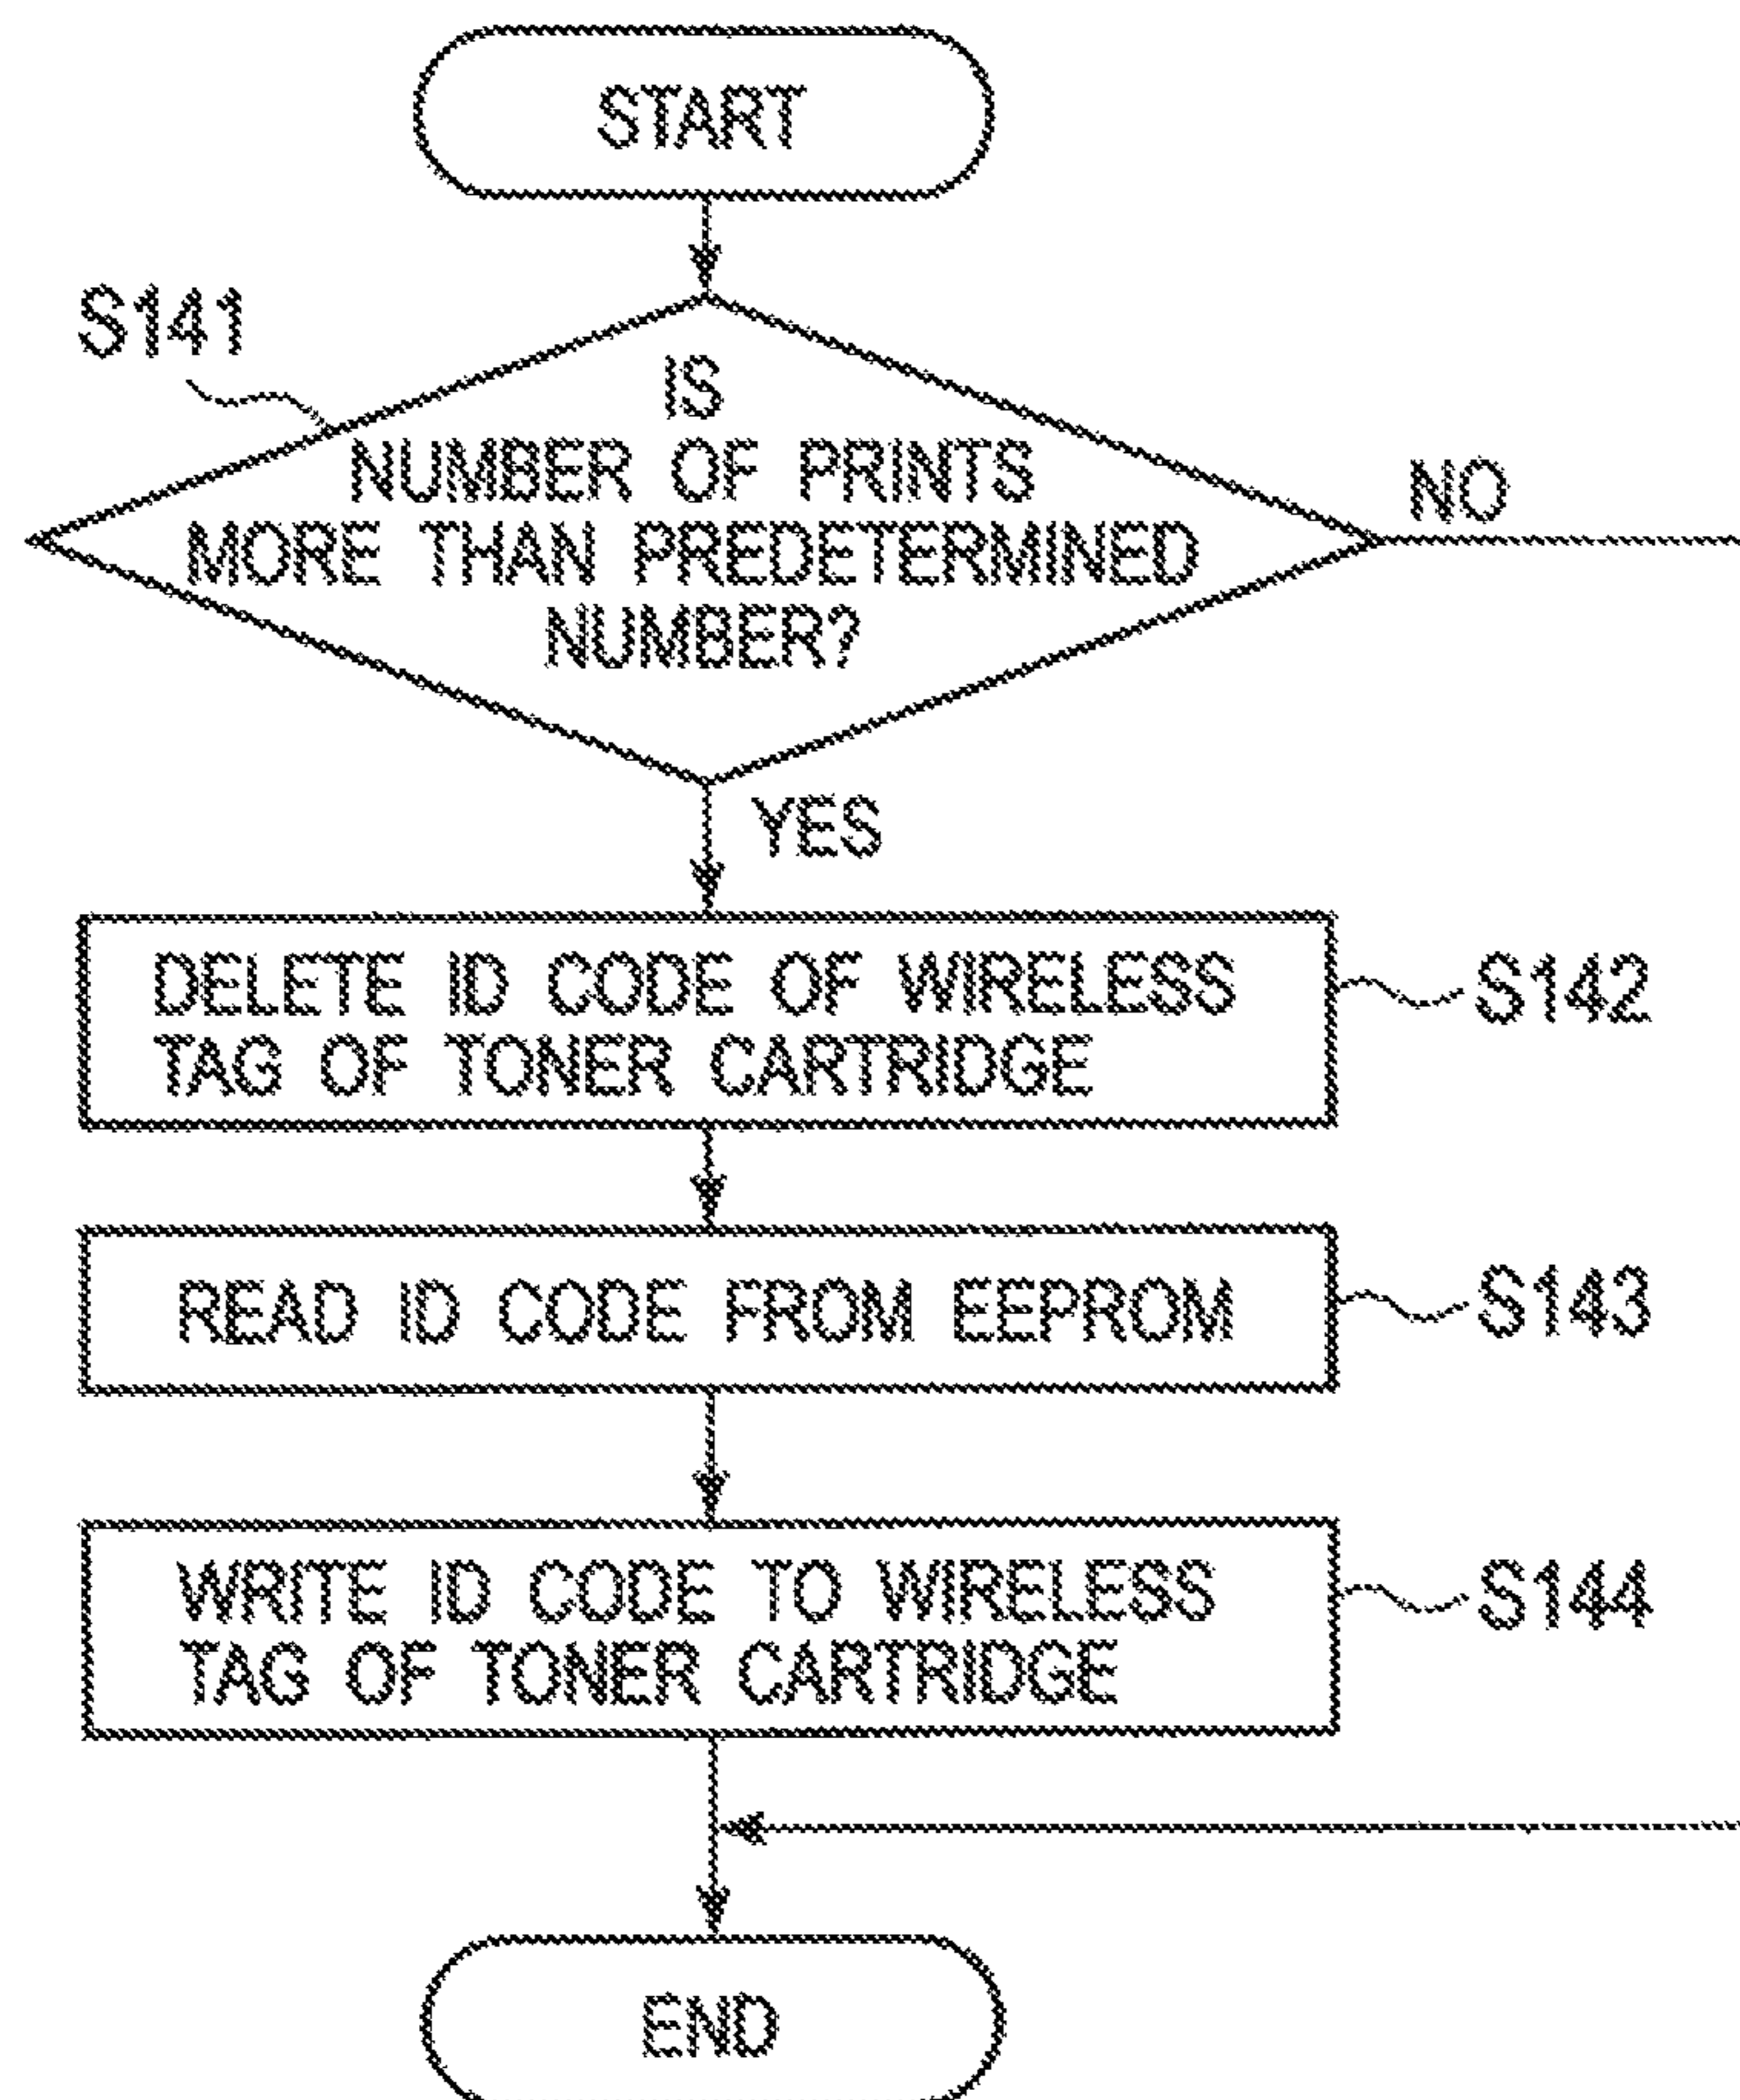 START
S141
IS
NUMBER OF PRINTS
MORE THAN PREDETERMINED
NUMBER?
NO
YES
DELETE ID CODE OF WIRELESS
TAG OF TONER CARTRIDGE
S142
READ ID CODE FROM EEPROM
S143
WRITE ID CODE TO WIRELESS
TAG OF TONER CARTRIDGE
S144
END